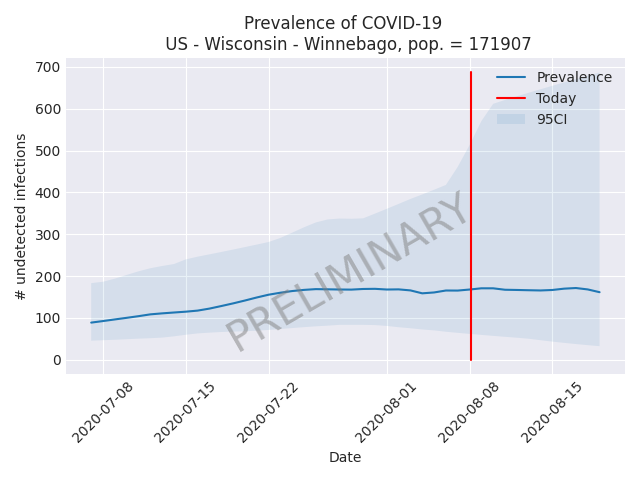 Prevalence of COVID-19
US - Wisconsin - Winnebago, pop. = 171907
700
600
500
400
300
200
100
0
# undetected infections
Prevalence
Today
95CI
PRELIMINARY
2020-07-08
2020-07-15
2020-07-22
2020-08-01
2020-08-08
2020-08-15
Date